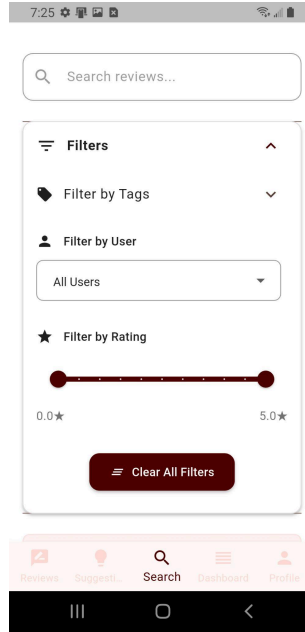 7:25
Search reviews...
Filters
Filter by Tags
Filter by User
All Users
Filter by Rating
0.0★ 5.0★
Clear All Filters
Reviews Suggesti... Search Dashboard Profile